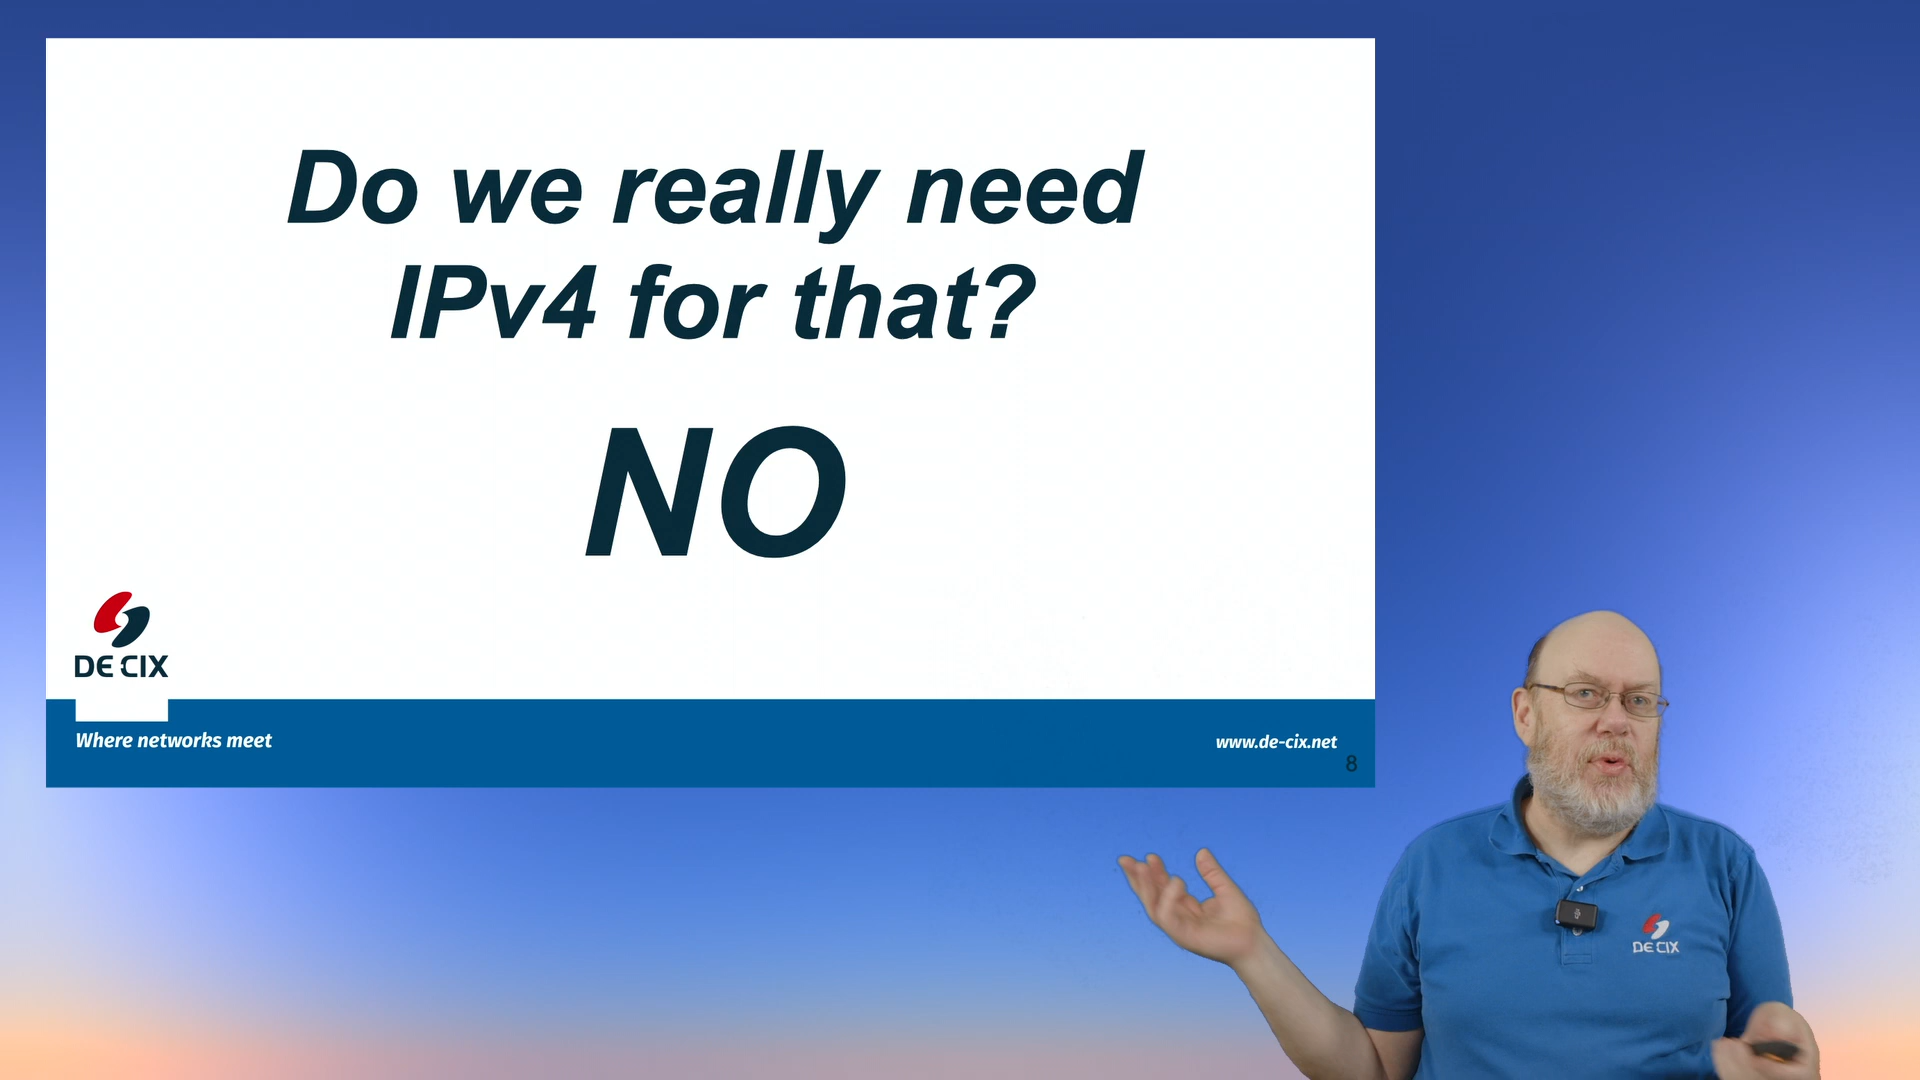 Do we really need
IPv4 for that?
NO
DE CIX
Where networks meet
www.de-cix.net
8
DE CIX